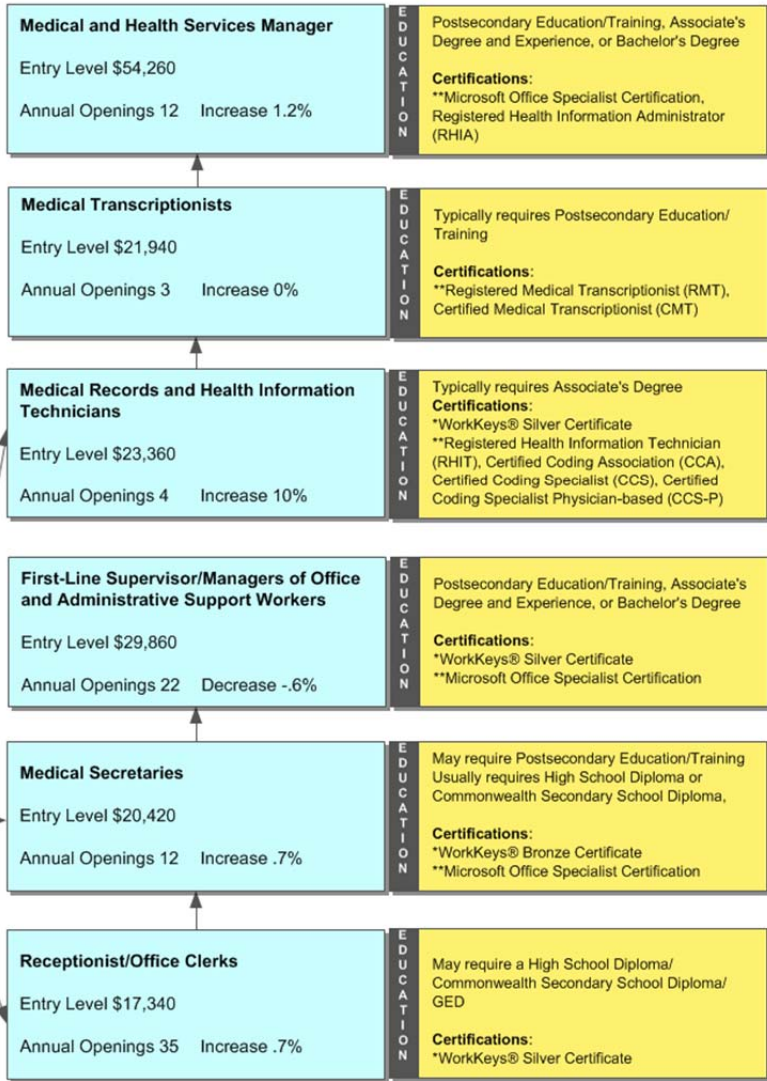 Medical and Health Services Manager
Entry Level $54,260
Annual Openings 12 Increase 1.2%
EDUCATION
Postsecondary Education/Training, Associate's
Degree and Experience, or Bachelor's Degree
Certifications:
**Microsoft Office Specialist Certification,
Registered Health Information Administrator
(RHIA)
Medical Transcriptionists
Entry Level $21,940
Annual Openings 3 Increase 0%
EDUCATION
Typically requires Postsecondary Education/
Training
Certifications:
**Registered Medical Transcriptionist (RMT),
Certified Medical Transcriptionist (CMT)
Medical Records and Health Information
Technicians
Entry Level $23,360
Annual Openings 4 Increase 10%
EDUCATION
Typically requires Associate's Degree
Certifications:
*WorkKeys® Silver Certificate
**Registered Health Information Technician
(RHIT), Certified Coding Association (CCA),
Certified Coding Specialist (CCS), Certified
Coding Specialist Physician-based (CCS-P)
First-Line Supervisor/Managers of Office
and Administrative Support Workers
Entry Level $29,860
Annual Openings 22 Decrease -.6%
EDUCATION
Postsecondary Education/Training, Associate's
Degree and Experience, or Bachelor's Degree
Certifications:
*WorkKeys® Silver Certificate
**Microsoft Office Specialist Certification
Medical Secretaries
Entry Level $20,420
Annual Openings 12 Increase .7%
EDUCATION
May require Postsecondary Education/Training
Usually requires High School Diploma or
Commonwealth Secondary School Diploma,
Certifications:
*WorkKeys® Bronze Certificate
**Microsoft Office Specialist Certification
Receptionist/Office Clerks
Entry Level $17,340
Annual Openings 35 Increase .7%
EDUCATION
May require a High School Diploma/
Commonwealth Secondary School Diploma/
GED
Certifications:
*WorkKeys® Silver Certificate